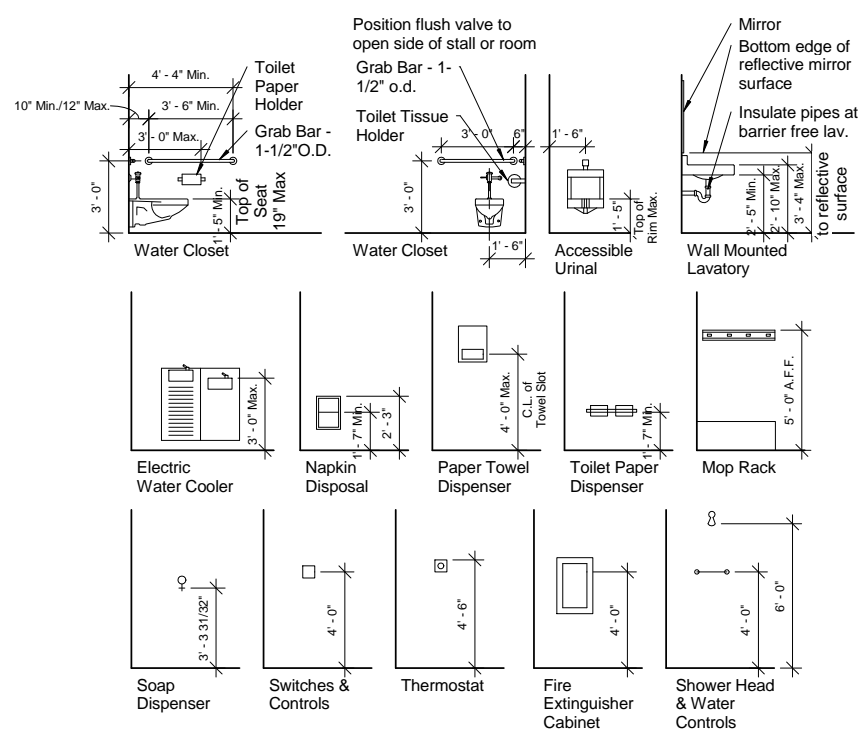 4' - 4" Min.
10" Min./12" Max.
3' - 6" Min.
3' - 0" Max.
Toilet
Paper
Holder
Grab Bar -
1-1/2"O.D.
3' - 0"
1' - 5" Min.
Top of
Seat
19" Max
Water Closet
Position flush valve to
open side of stall or room
Grab Bar - 1-
1/2" o.d.
Toilet Tissue
Holder
3' - 0"
6"
3' - 0"
1' - 6"
Water Closet
1' - 6"
1' - 5"
Top of
Rim Max.
Accessible
Urinal
Mirror
Bottom edge of
reflective mirror
surface
Insulate pipes at
barrier free lav.
2' - 5" Min.
2' - 10" Max.
3' - 4" Max.
to reflective
surface
Wall Mounted
Lavatory
3' - 0" Max.
Electric
Water Cooler
1' - 7" Min.
2' - 3"
Napkin
Disposal
4' - 0" Max.
C.L. of
Towel Slot
Paper Towel
Dispenser
1' - 7" Min.
Toilet Paper
Dispenser
5' - 0" A.F.F.
Mop Rack
3' - 3 31/32"
Soap
Dispenser
4' - 0"
Switches &
Controls
4' - 6"
Thermostat
4' - 0"
Fire
Extinguisher
Cabinet
4' - 0"
6' - 0"
Shower Head
& Water
Controls